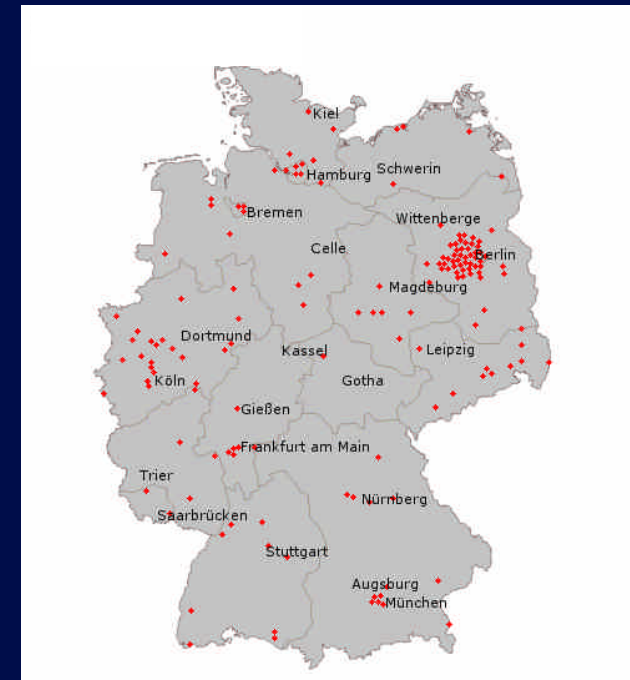 Kiel
Schwerin
Hamburg
Bremen
Wittenberge
Celle
Berlin
Magdeburg
Dortmund
Kassel
Leipzig
Köln
Gotha
Gießen
Frankfurt am Main
Trier
Nürnberg
Saarbrücken
Stuttgart
Augsburg
München